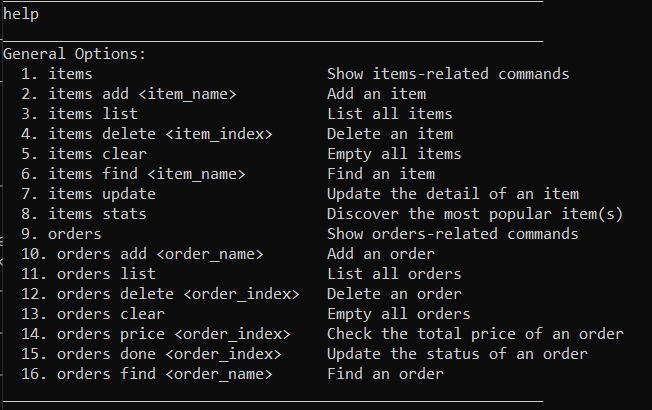 help
General Options:
1. items Show items-related commands
2. items add <item_name> Add an item
3. items list List all items
4. items delete <item_index> Delete an item
5. items clear Empty all items
6. items find <item_name> Find an item
7. items update Update the detail of an item
8. items stats Discover the most popular item(s)
9. orders Show orders-related commands
10. orders add <order_name> Add an order
11. orders list List all orders
12. orders delete <order_index> Delete an order
13. orders clear Empty all orders
14. orders price <order_index> Check the total price of an order
15. orders done <order_index> Update the status of an order
16. orders find <order_name> Find an order